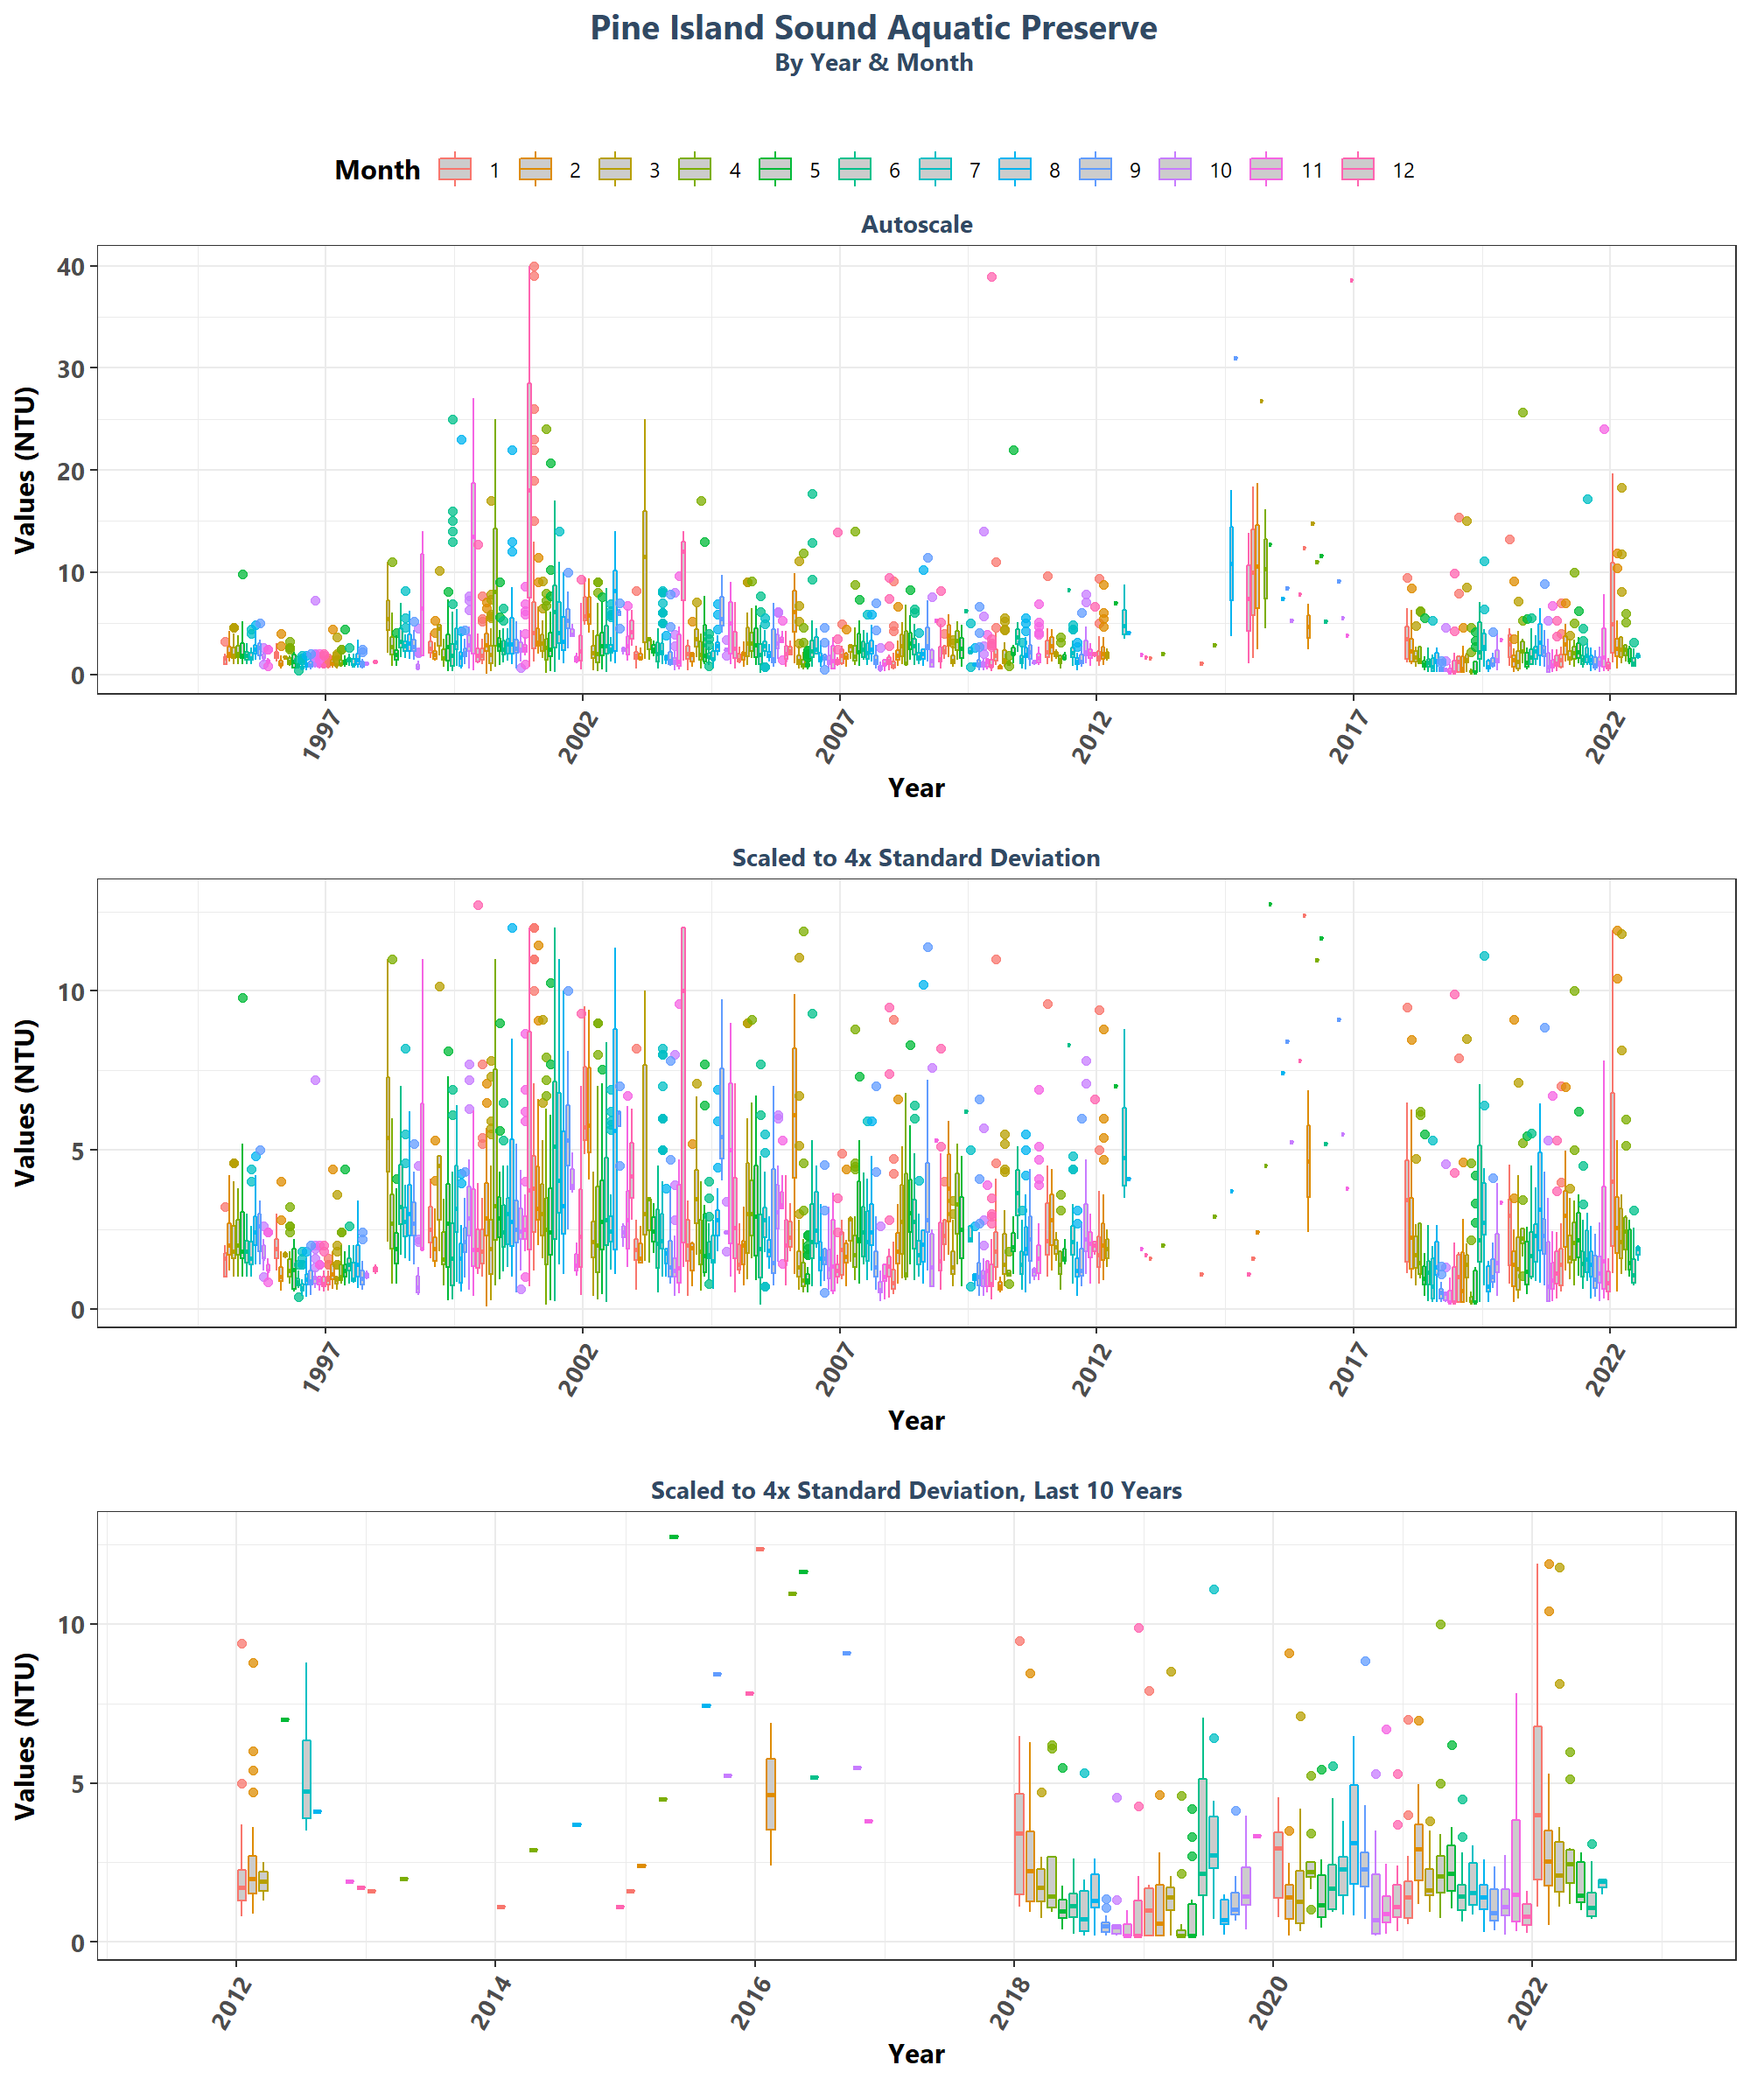 Pine Island Sound Aquatic Preserve
By Year & Month
Month 1 2 3 4 5 6 7 8 9 10 11 12
Autoscale
Values (NTU)
40
30
20
10
0
1997 2002 2007 2012 2017 2022
Year
Scaled to 4x Standard Deviation
Values (NTU)
10
5
0
1997 2002 2007 2012 2017 2022
Year
Scaled to 4x Standard Deviation, Last 10 Years
Values (NTU)
10
5
0
2012 2014 2016 2018 2020 2022
Year